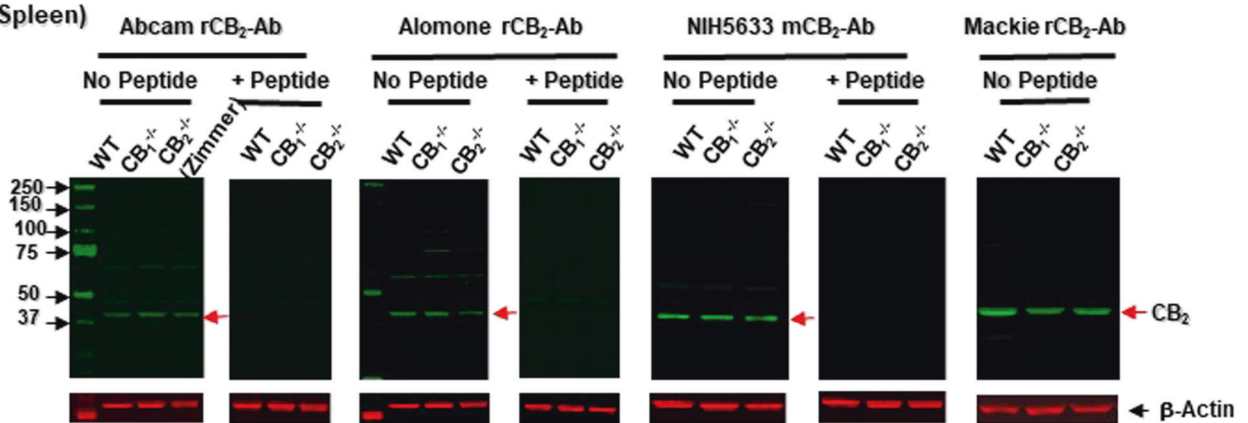 Spleen)
Abcam rCB₂-Ab Alomone rCB₂-Ab NIH5633 mCB₂-Ab Mackie rCB₂-Ab
No Peptide + Peptide No Peptide + Peptide No Peptide + Peptide No Peptide
WT CB₁⁻/⁻ CB₂⁻/⁻ (Zimmer) WT CB₁⁻/⁻ CB₂⁻/⁻ WT CB₁⁻/⁻ CB₂⁻/⁻ WT CB₁⁻/⁻ CB₂⁻/⁻ WT CB₁⁻/⁻ CB₂⁻/⁻ WT CB₁⁻/⁻ CB₂⁻/⁻ WT CB₁⁻/⁻ CB₂⁻/⁻
250
150
100
75
50
37
CB₂
β-Actin